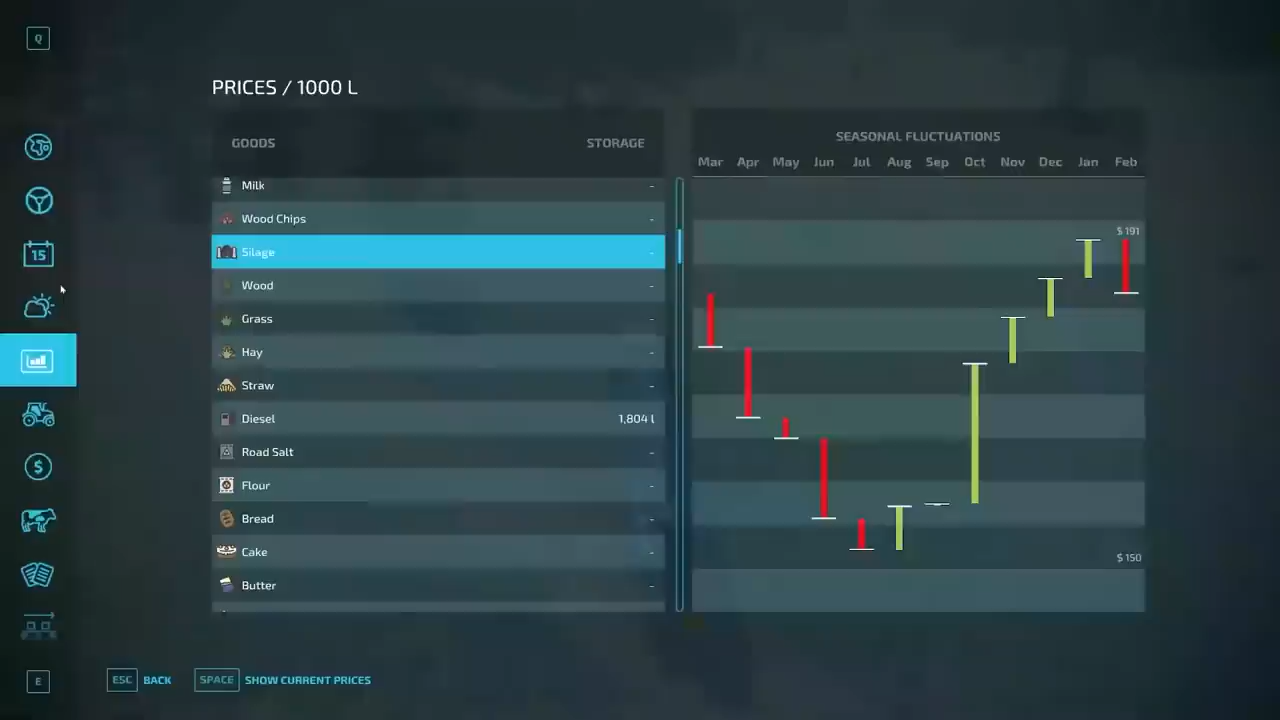 Q
PRICES / 1000 L
GOODS STORAGE
SEASONAL FLUCTUATIONS
Mar Apr May Jun Jul Aug Sep Oct Nov Dec Jan Feb
Milk -
Wood Chips -
$ 191
15
Silage -
Wood -
Grass -
Hay -
Straw -
Diesel 1,804 l
Road Salt -
$
Flour -
Bread -
Cake -
$ 150
Butter -
E
ESC BACK SPACE SHOW CURRENT PRICES